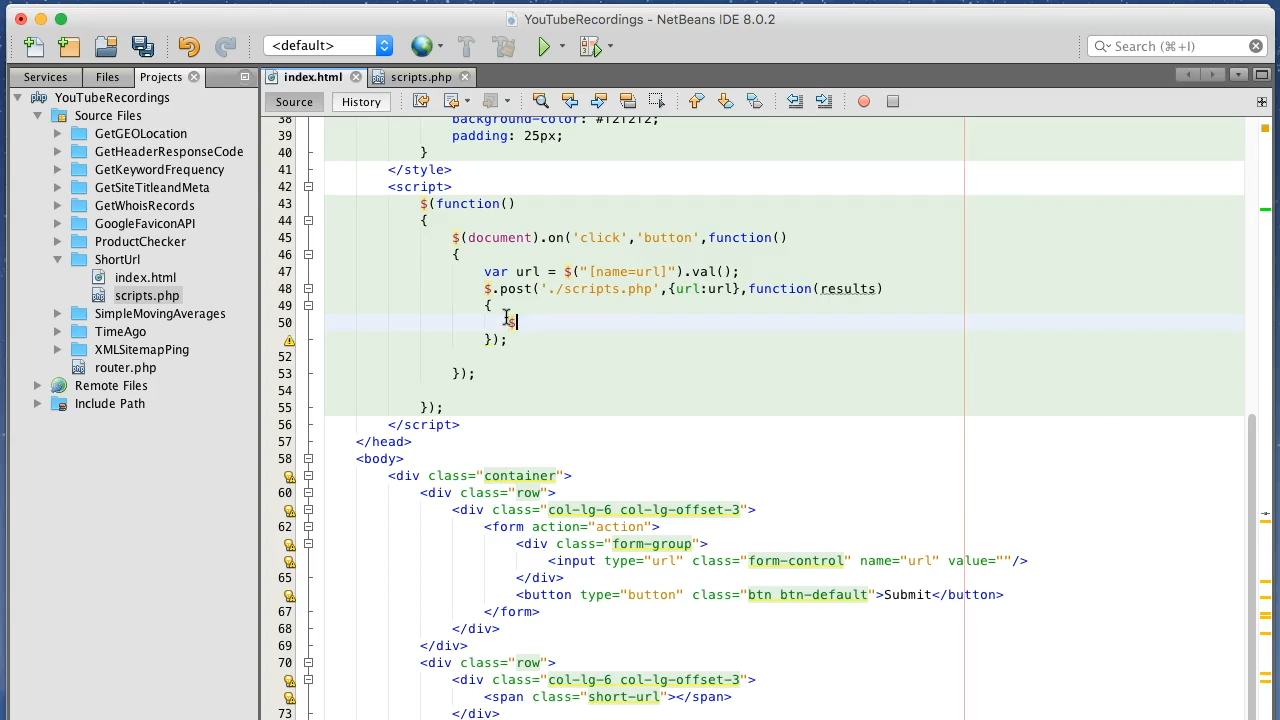 YouTubeRecordings - NetBeans IDE 8.0.2
<default>
Search (⌘+I)
Services
Files
Projects
index.html
scripts.php
Source
History
YouTubeRecordings
Source Files
GetGEOLocation
GetHeaderResponseCode
GetKeywordFrequency
GetSiteTitleandMeta
GetWhoisRecords
GoogleFaviconAPI
ProductChecker
ShortUrl
index.html
scripts.php
SimpleMovingAverages
TimeAgo
XMLSitemapPing
router.php
Remote Files
Include Path
38 background-color: #f2f2f2;
39 padding: 25px;
40 }
41 </style>
42 <script>
43 $(function()
44 {
45 $(document).on('click','button',function()
46 {
47 var url = $("[name=url]").val();
48 $.post('./scripts.php',{url:url},function(results)
49 {
50 $
});
52
53 });
54
55 });
56 </script>
57 </head>
58 <body>
<div class="container">
60 <div class="row">
<div class="col-lg-6 col-lg-offset-3">
62 <form action="action">
<div class="form-group">
<input type="url" class="form-control" name="url" value=""/>
65 </div>
<button type="button" class="btn btn-default">Submit</button>
67 </form>
68 </div>
69 </div>
70 <div class="row">
<div class="col-lg-6 col-lg-offset-3">
<span class="short-url"></span>
73 </div>